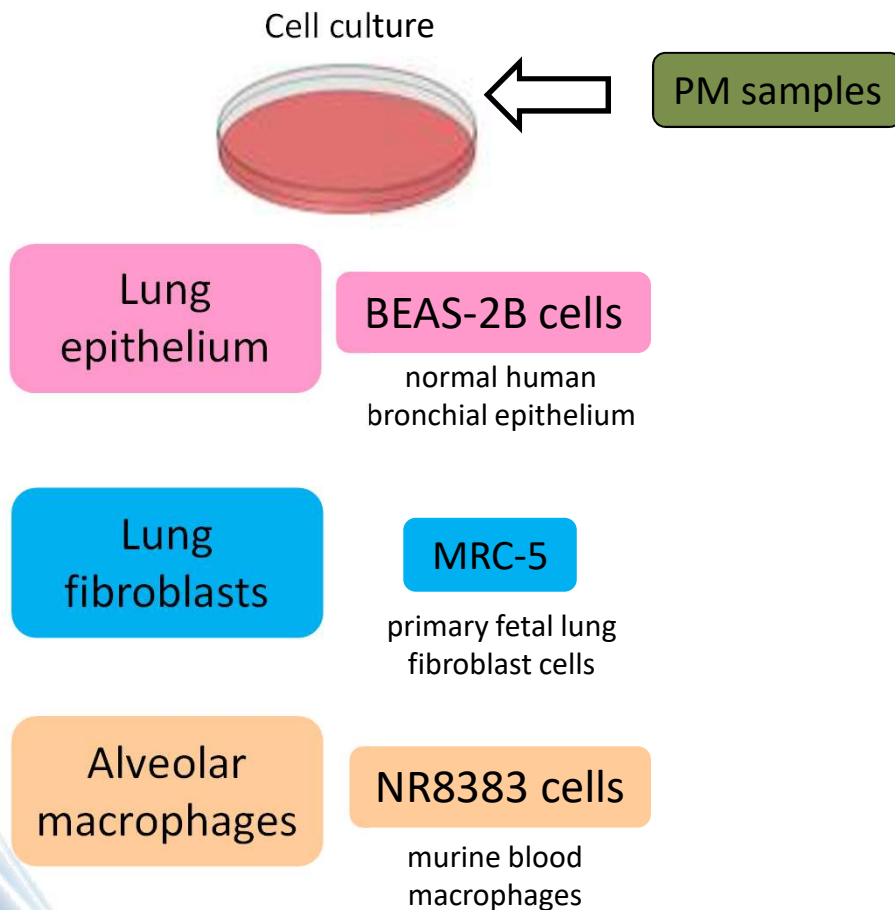 Cell culture
PM samples
Lung
epithelium
BEAS-2B cells
normal human
bronchial epithelium
Lung
fibroblasts
MRC-5
primary fetal lung
fibroblast cells
Alveolar
macrophages
NR8383 cells
murine blood
macrophages